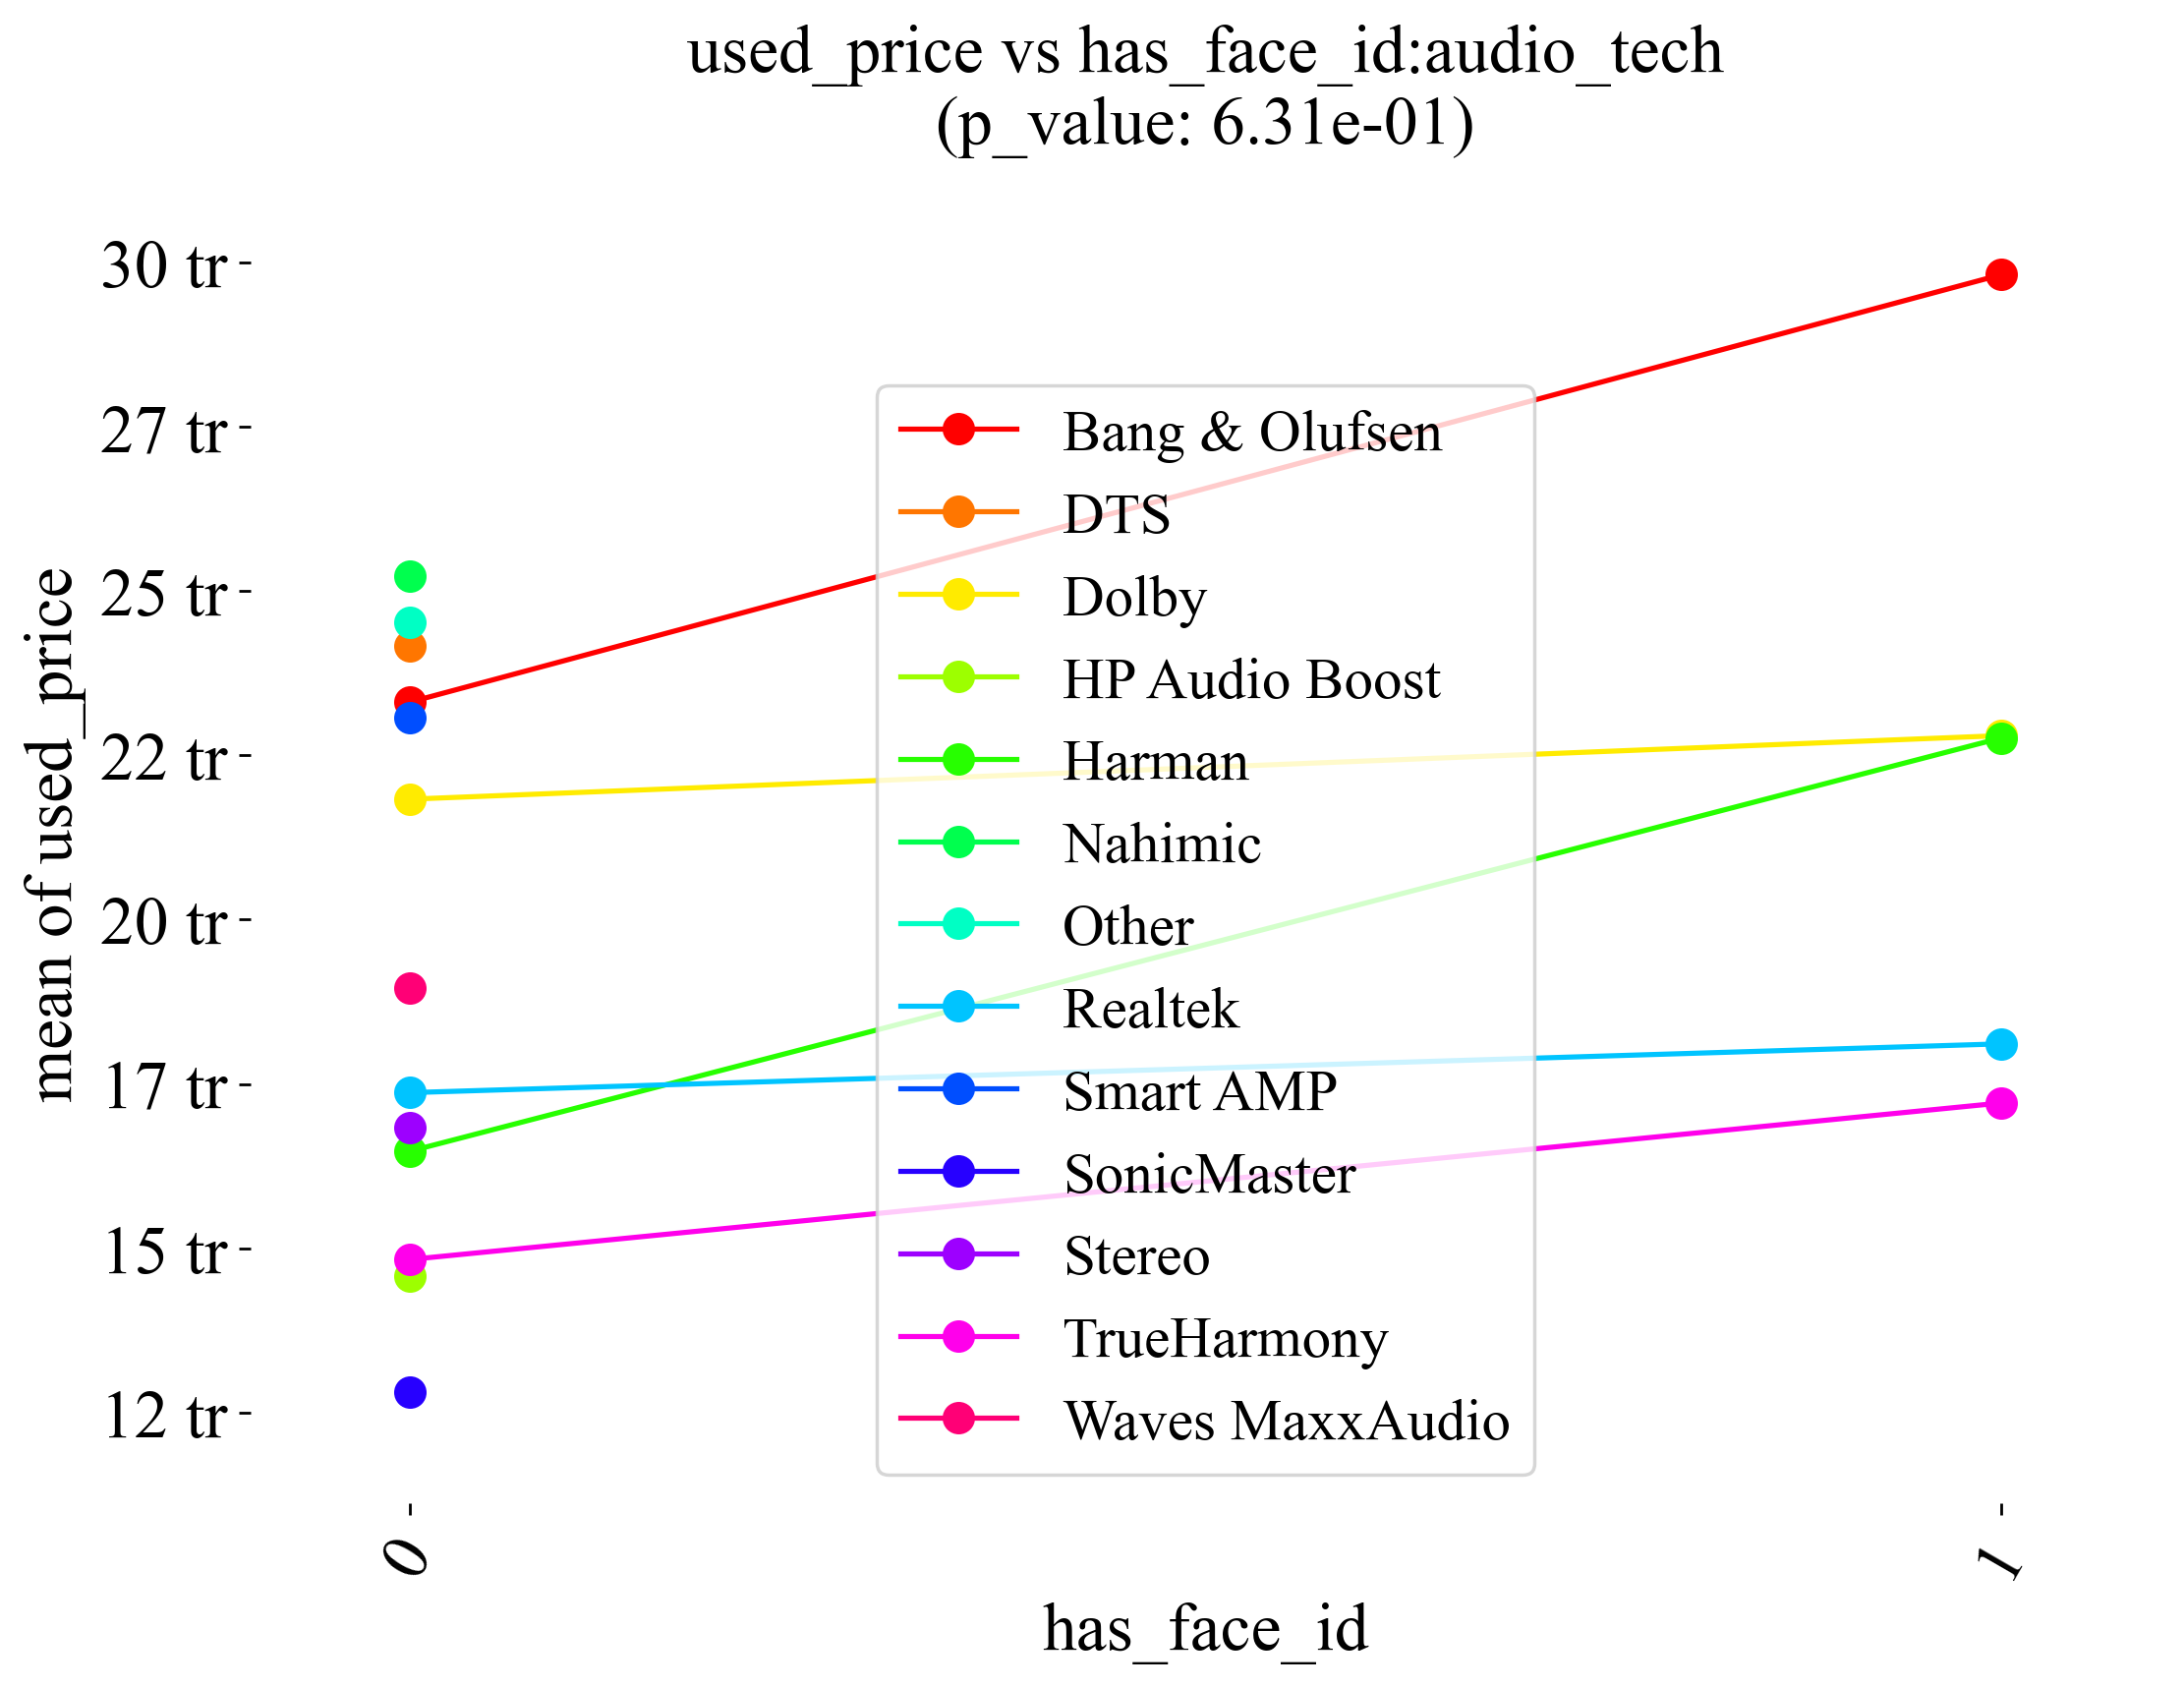 used_price vs has_face_id:audio_tech
(p_value: 6.31e-01)
30 tr
27 tr
25 tr
22 tr
20 tr
17 tr
15 tr
12 tr
mean of used_price
Bang & Olufsen
DTS
Dolby
HP Audio Boost
Harman
Nahimic
Other
Realtek
Smart AMP
SonicMaster
Stereo
TrueHarmony
Waves MaxxAudio
0
1
has_face_id